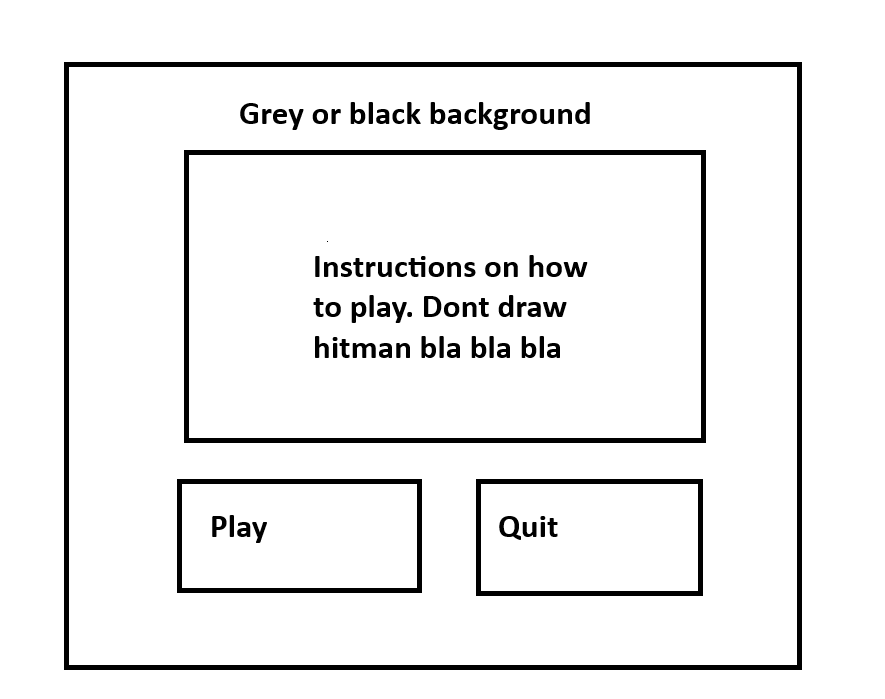 Grey or black background
Instructions on how
to play. Dont draw
hitman bla bla bla
Play
Quit